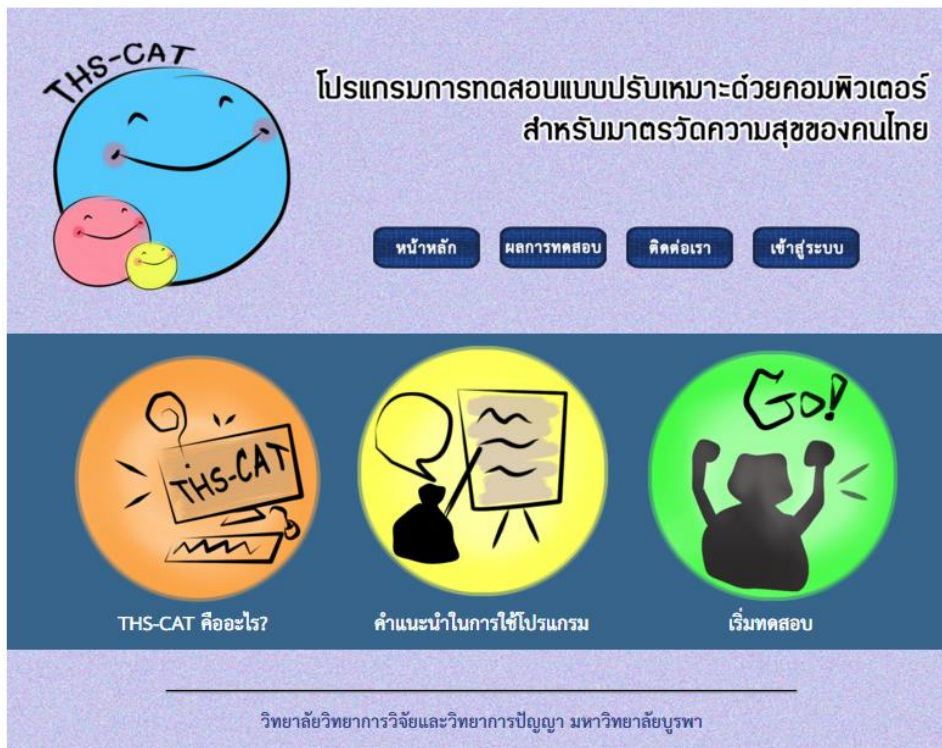 THS-CAT
โปรแกรมการทดสอบแบบปรับเหมาะด้วยคอมพิวเตอร์
สำหรับมาตรวัดความสุขของคนไทย
หน้าหลัก
ผลการทดสอบ
ติดต่อเรา
เข้าสู่ระบบ
THS-CAT
Go!
THS-CAT คืออะไร?
คำแนะนำในการใช้โปรแกรม
เริ่มทดสอบ
วิทยาลัยวิทยาการวิจัยและวิทยาการปัญญา มหาวิทยาลัยบูรพา